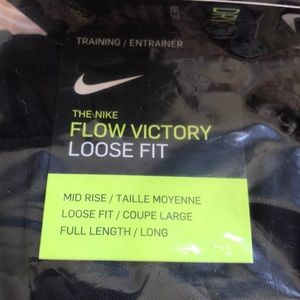 TRAINING / ENTRAINER
THE NIKE
FLOW VICTORY
LOOSE FIT
MID RISE / TAILLE MOYENNE
LOOSE FIT / COUPE LARGE
FULL LENGTH / LONG